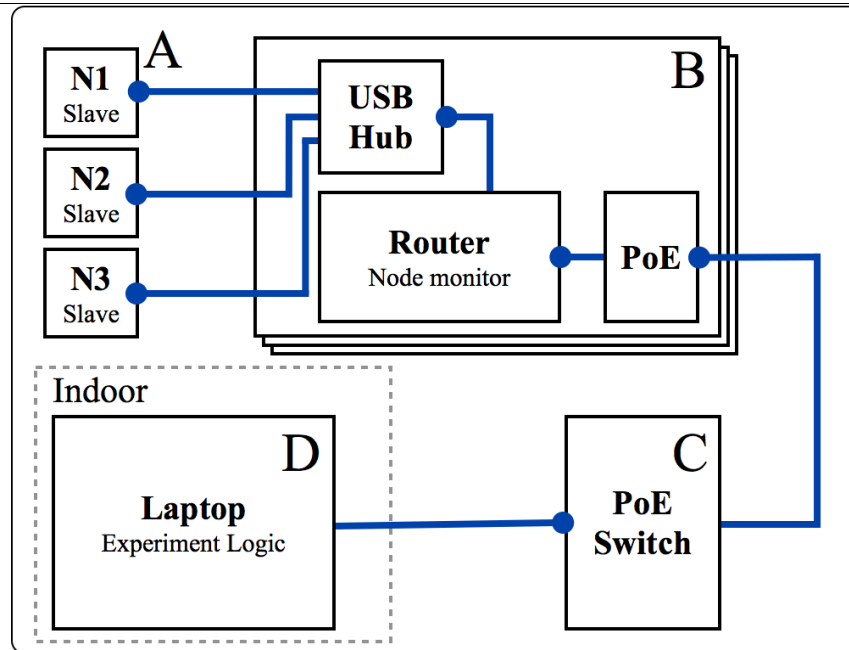 A
N1
Slave
N2
Slave
N3
Slave
B
USB
Hub
Router
Node monitor
PoE
Indoor
D
Laptop
Experiment Logic
C
PoE
Switch